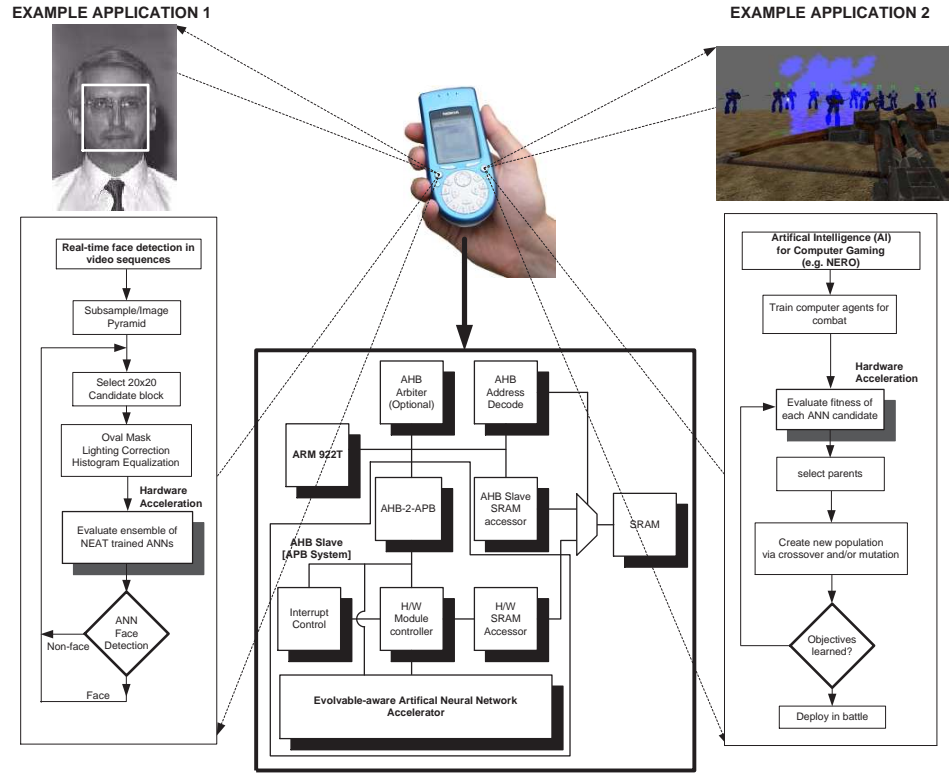 EXAMPLE APPLICATION 1
EXAMPLE APPLICATION 2
NOKIA
Real-time face detection in
video sequences
Subsample/Image
Pyramid
Select 20x20
Candidate block
Oval Mask
Lighting Correction
Histogram Equalization
Hardware
Acceleration
Evaluate ensemble of
NEAT trained ANNs
ANN
Face
Detection
Non-face
Face
AHB
Arbiter
(Optional)
AHB
Address
Decode
ARM 922T
AHB-2-APB
AHB Slave
SRAM
accessor
SRAM
AHB Slave
[APB System]
Interrupt
Control
H/W
Module
controller
H/W
SRAM
Accessor
Evolvable-aware Artifical Neural Network
Accelerator
Artifical Intelligence (AI)
for Computer Gaming
(e.g. NERO)
Train computer agents for
combat
Hardware
Acceleration
Evaluate fitness of
each ANN candidate
select parents
Create new population
via crossover and/or mutation
Objectives
learned?
Deploy in battle